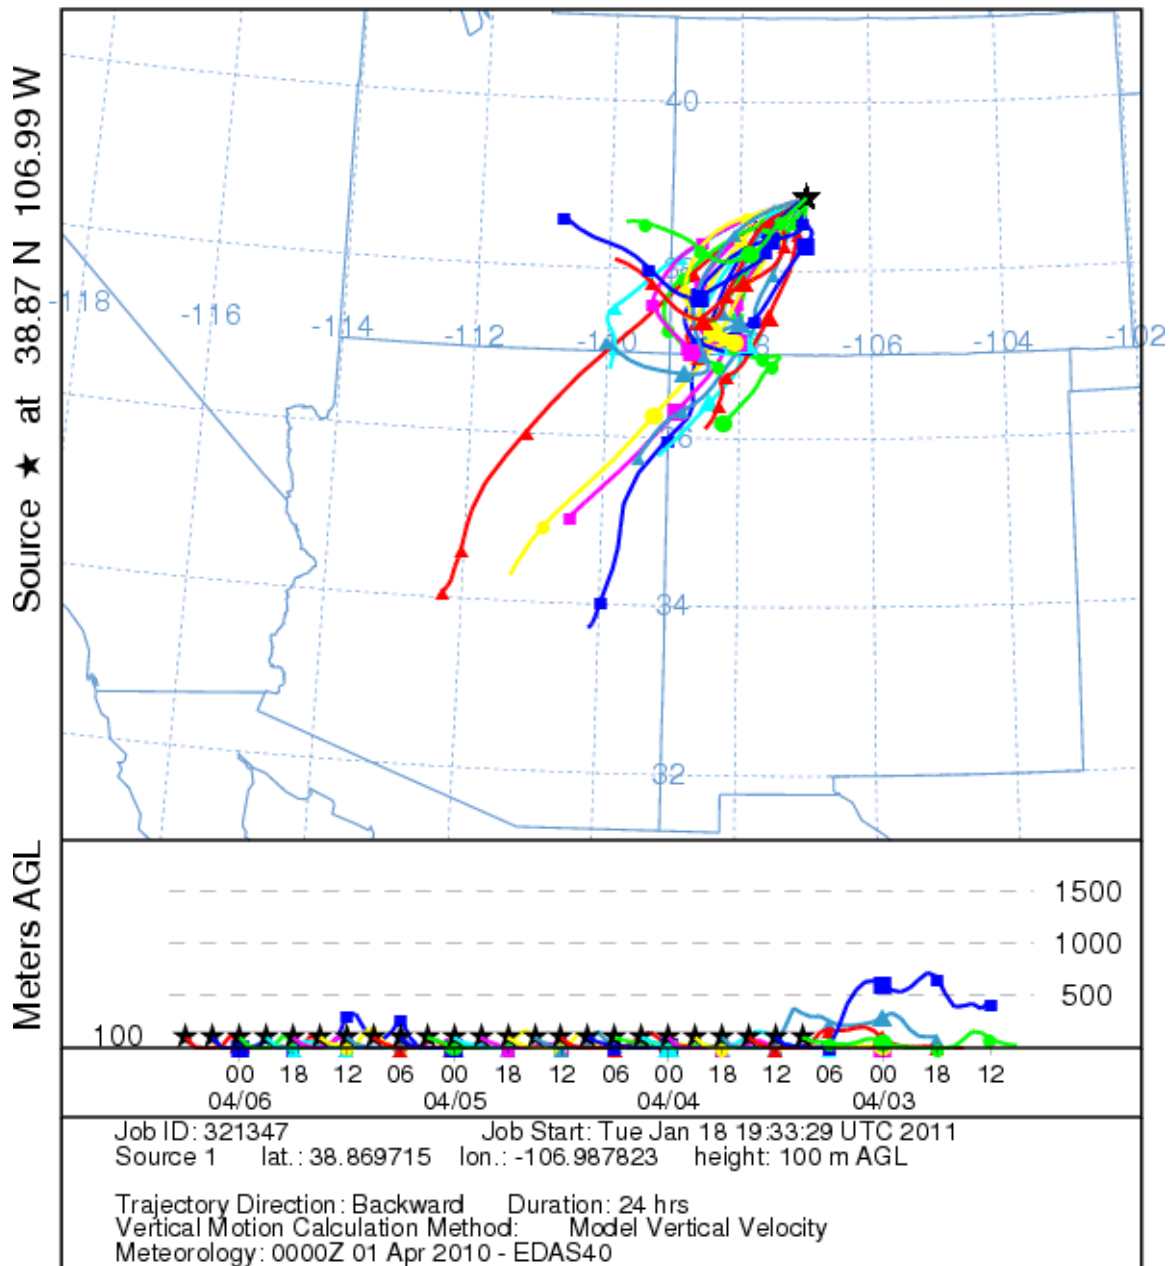 Source ★ at 38.87 N 106.99 W
40
-118
-116
-114
-112
-110
-108
-106
-104
-102
38
36
34
32
Meters AGL
1500
1000
500
100
00 18 12 06 00 18 12 06 00 18 12 06 00 18 12
04/06 04/05 04/04 04/03
Job ID: 321347 Job Start: Tue Jan 18 19:33:29 UTC 2011
Source 1 lat.: 38.869715 lon.: -106.987823 height: 100 m AGL
Trajectory Direction: Backward Duration: 24 hrs
Vertical Motion Calculation Method: Model Vertical Velocity
Meteorology: 0000Z 01 Apr 2010 - EDAS40